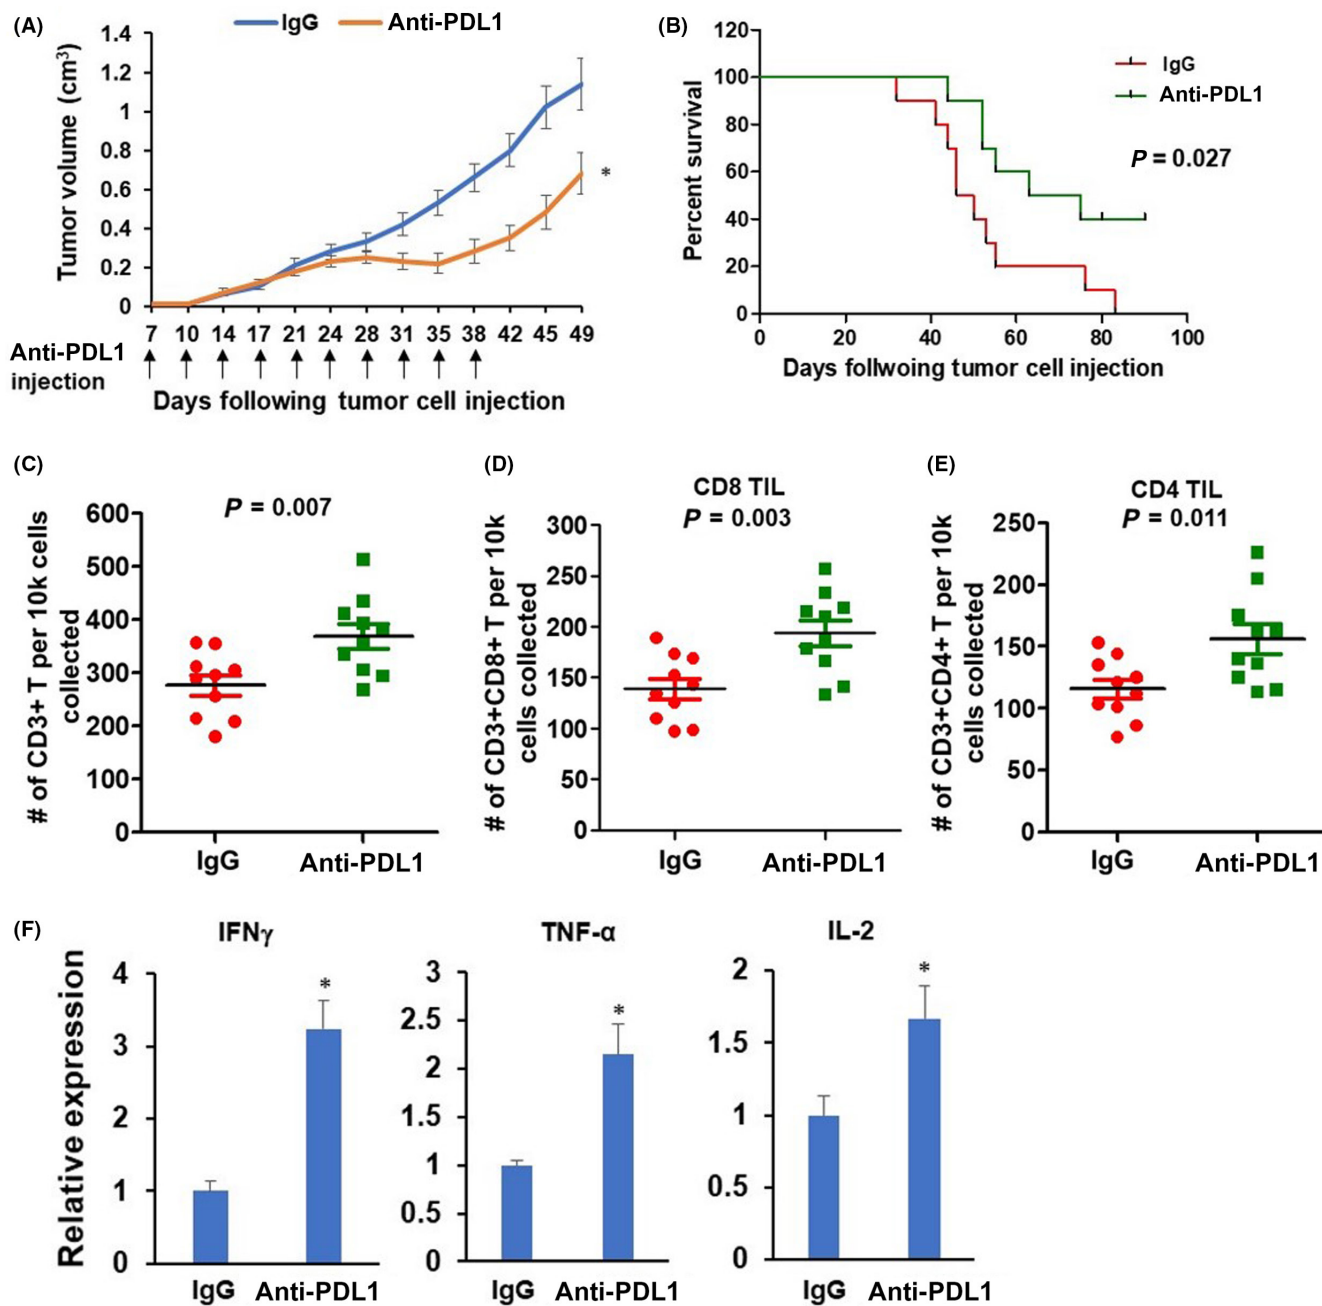 (A)
IgG
Anti-PDL1
Tumor volume (cm³)
1.4
1.2
1
0.8
0.6
0.4
0.2
0
*
7 10 14 17 21 24 28 31 35 38 42 45 49
Anti-PDL1
injection
Days following tumor cell injection
(B)
IgG
Anti-PDL1
P = 0.027
Percent survival
120
100
80
60
40
20
0
0 20 40 60 80 100
Days follwoing tumor cell injection
(C)
P = 0.007
# of CD3+ T per 10k cells
collected
600
500
400
300
200
100
0
IgG Anti-PDL1
(D)
CD8 TIL
P = 0.003
# of CD3+CD8+ T per 10k
cells collected
300
250
200
150
100
50
0
IgG Anti-PDL1
(E)
CD4 TIL
P = 0.011
# of CD3+CD4+ T per 10k
cells collected
250
200
150
100
50
0
IgG Anti-PDL1
(F)
Relative expression
IFNγ
4
3
2
1
0
*
IgG Anti-PDL1
TNF-α
3
2.5
2
1.5
1
0.5
0
*
IgG Anti-PDL1
IL-2
2
1.5
1
0.5
0
*
IgG Anti-PDL1